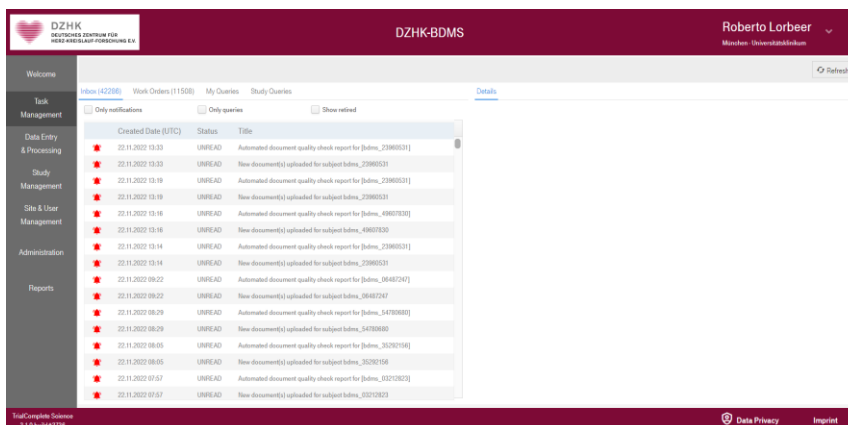 DZHK
DEUTSCHES ZENTRUM FÜR
HERZ-KREISLAUF-FORSCHUNG E.V.
DZHK-BDMS
Roberto Lorbeer
München - Universitätsklinikum
Welcome
Refresh
Task
Management
Data Entry
& Processing
Study
Management
Site & User
Management
Administration
Reports
Inbox (42286) Work Orders (11508) My Queries Study Queries
Details
Only notifications Only queries Show retired
Created Date (UTC) Status Title
22.11.2022 13:33 UNREAD Automated document quality check report for [bdms_23960531]
22.11.2022 13:33 UNREAD New document(s) uploaded for subject bdms_23960531
22.11.2022 13:19 UNREAD Automated document quality check report for [bdms_23960531]
22.11.2022 13:19 UNREAD New document(s) uploaded for subject bdms_23960531
22.11.2022 13:16 UNREAD Automated document quality check report for [bdms_49607830]
22.11.2022 13:16 UNREAD New document(s) uploaded for subject bdms_49607830
22.11.2022 13:14 UNREAD Automated document quality check report for [bdms_23960531]
22.11.2022 13:14 UNREAD New document(s) uploaded for subject bdms_23960531
22.11.2022 09:22 UNREAD Automated document quality check report for [bdms_06487247]
22.11.2022 09:22 UNREAD New document(s) uploaded for subject bdms_06487247
22.11.2022 08:29 UNREAD Automated document quality check report for [bdms_54780680]
22.11.2022 08:29 UNREAD New document(s) uploaded for subject bdms_54780680
22.11.2022 08:05 UNREAD Automated document quality check report for [bdms_35292156]
22.11.2022 08:05 UNREAD New document(s) uploaded for subject bdms_35292156
22.11.2022 07:57 UNREAD Automated document quality check report for [bdms_03212823]
22.11.2022 07:57 UNREAD New document(s) uploaded for subject bdms_03212823
TrialComplete Science
Data Privacy Imprint